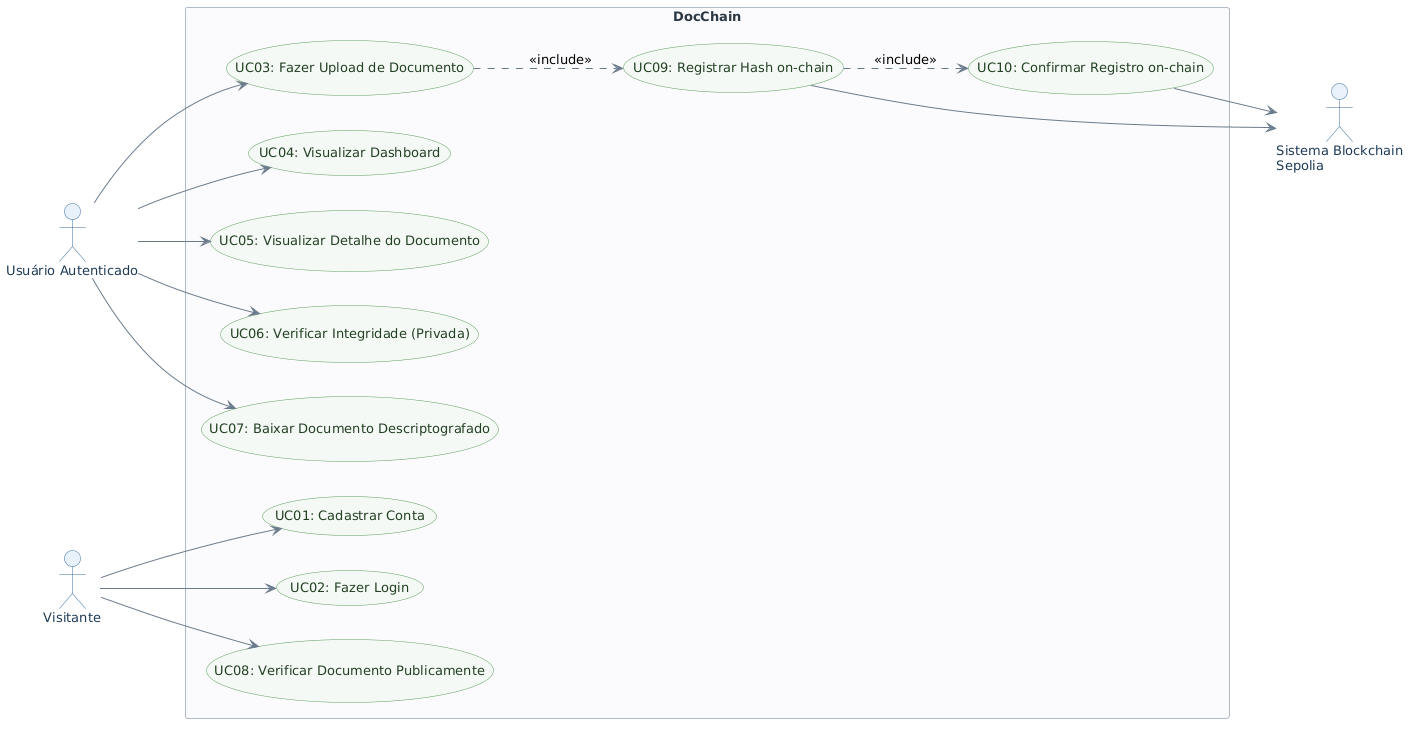 DocChain
UC03: Fazer Upload de Documento
«include»
UC09: Registrar Hash on-chain
«include»
UC10: Confirmar Registro on-chain
Sistema Blockchain
Sepolia
UC04: Visualizar Dashboard
UC05: Visualizar Detalhe do Documento
Usuário Autenticado
UC06: Verificar Integridade (Privada)
UC07: Baixar Documento Descriptografado
UC01: Cadastrar Conta
UC02: Fazer Login
Visitante
UC08: Verificar Documento Publicamente